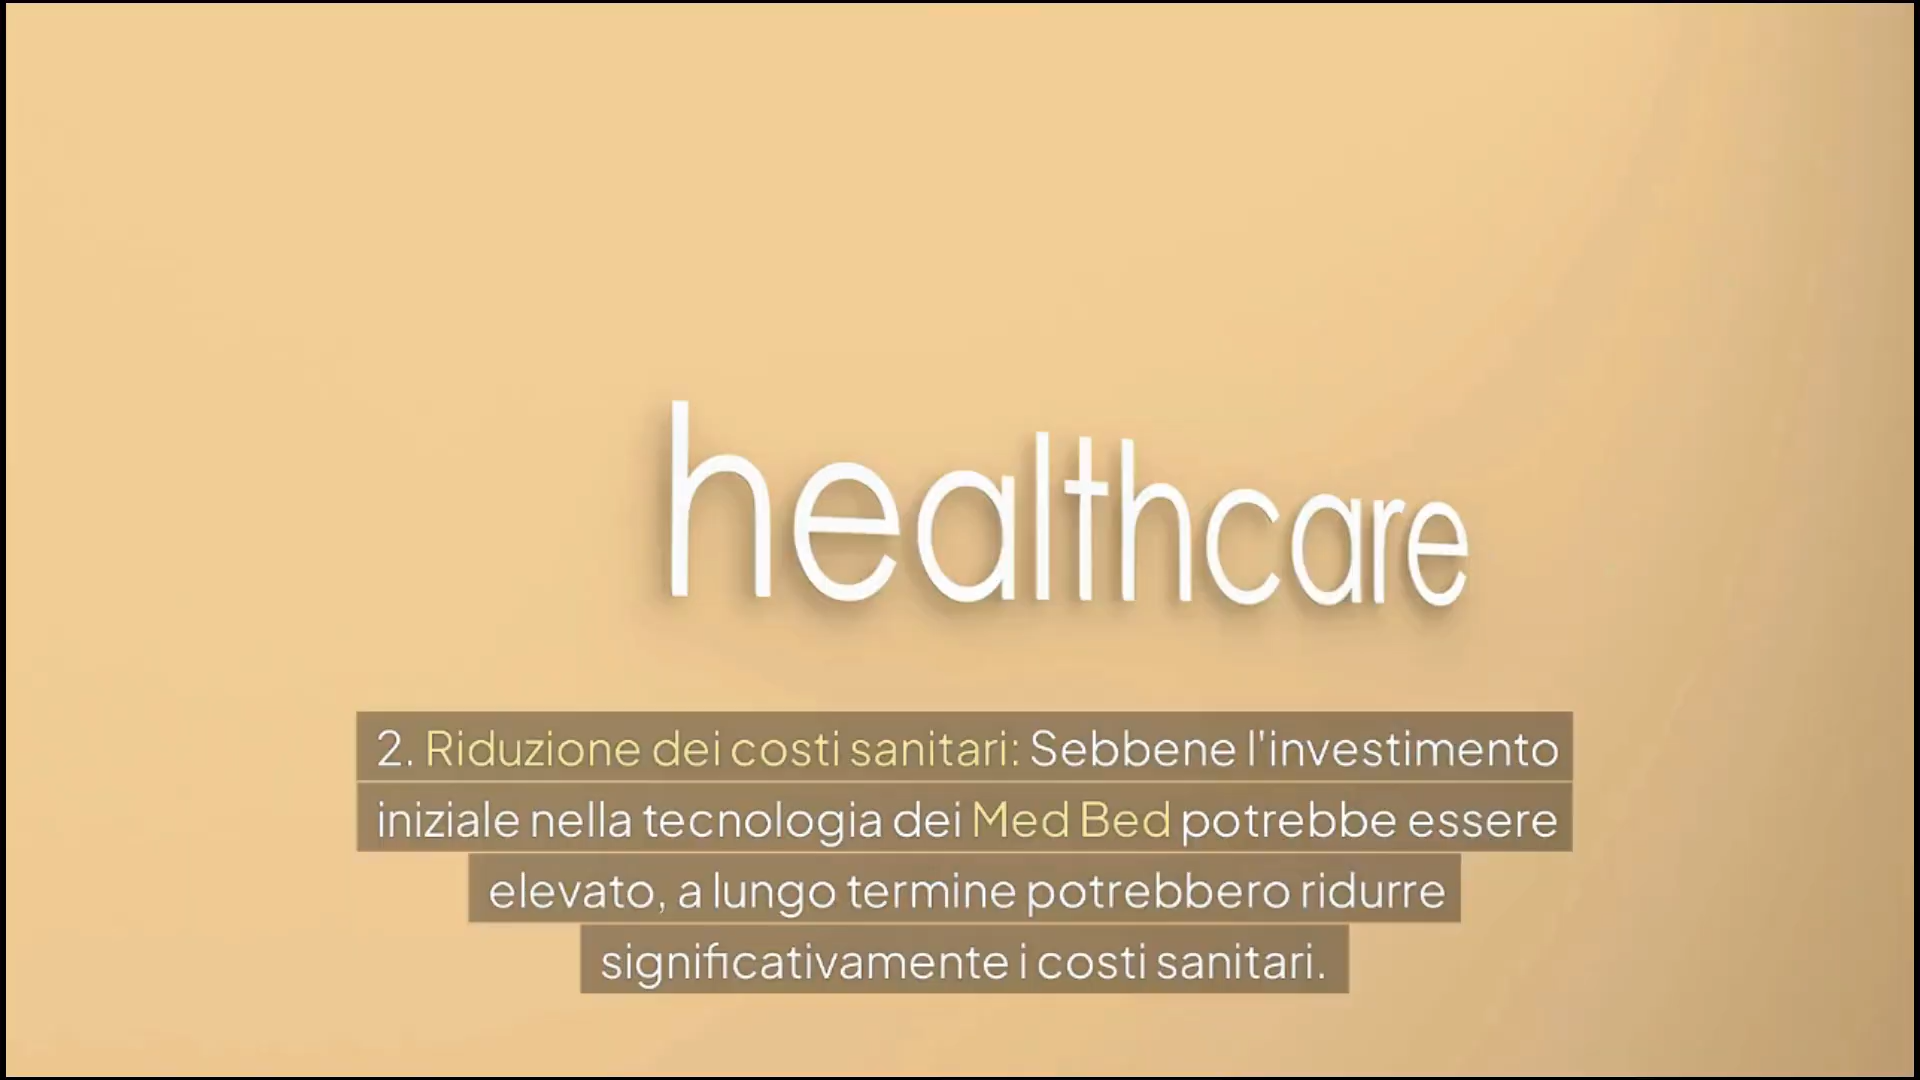 healthcare
2. Riduzione dei costi sanitari: Sebbene l'investimento
iniziale nella tecnologia dei Med Bed potrebbe essere
elevato, a lungo termine potrebbero ridurre
significativamente i costi sanitari.